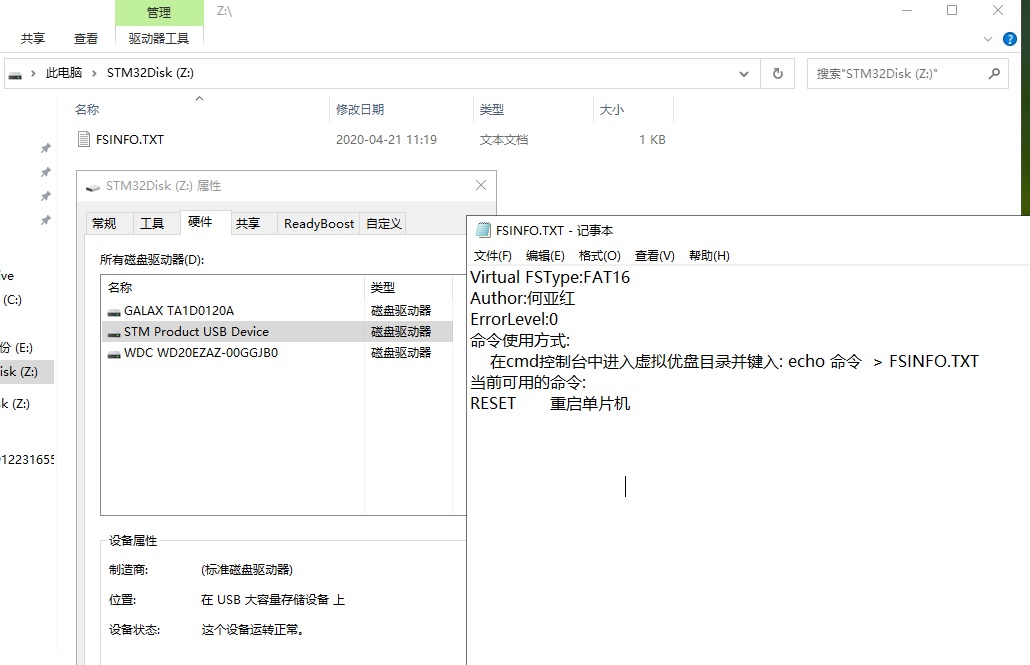 管理
Z:\
共享
查看
驱动器工具
此电脑 > STM32Disk (Z:)
搜索"STM32Disk (Z:)"
名称
修改日期
类型
大小
FSINFO.TXT
2020-04-21 11:19
文本文档
1 KB
STM32Disk (Z:) 属性
常规
工具
硬件
共享
ReadyBoost
自定义
所有磁盘驱动器(D):
名称
类型
GALAX TA1D0120A
磁盘驱动器
STM Product USB Device
磁盘驱动器
WDC WD20EZAZ-00GGJB0
磁盘驱动器
设备属性
制造商:
(标准磁盘驱动器)
位置:
在 USB 大容量存储设备 上
设备状态:
这个设备运转正常。
FSINFO.TXT - 记事本
文件(F) 编辑(E) 格式(O) 查看(V) 帮助(H)
Virtual FSType:FAT16
Author:何亚红
ErrorLevel:0
命令使用方式:
在cmd控制台中进入虚拟优盘目录并键入: echo 命令 > FSINFO.TXT
当前可用的命令:
RESET 重启单片机
ve
(C:)
份 (E:)
isk (Z:)
k (Z:)